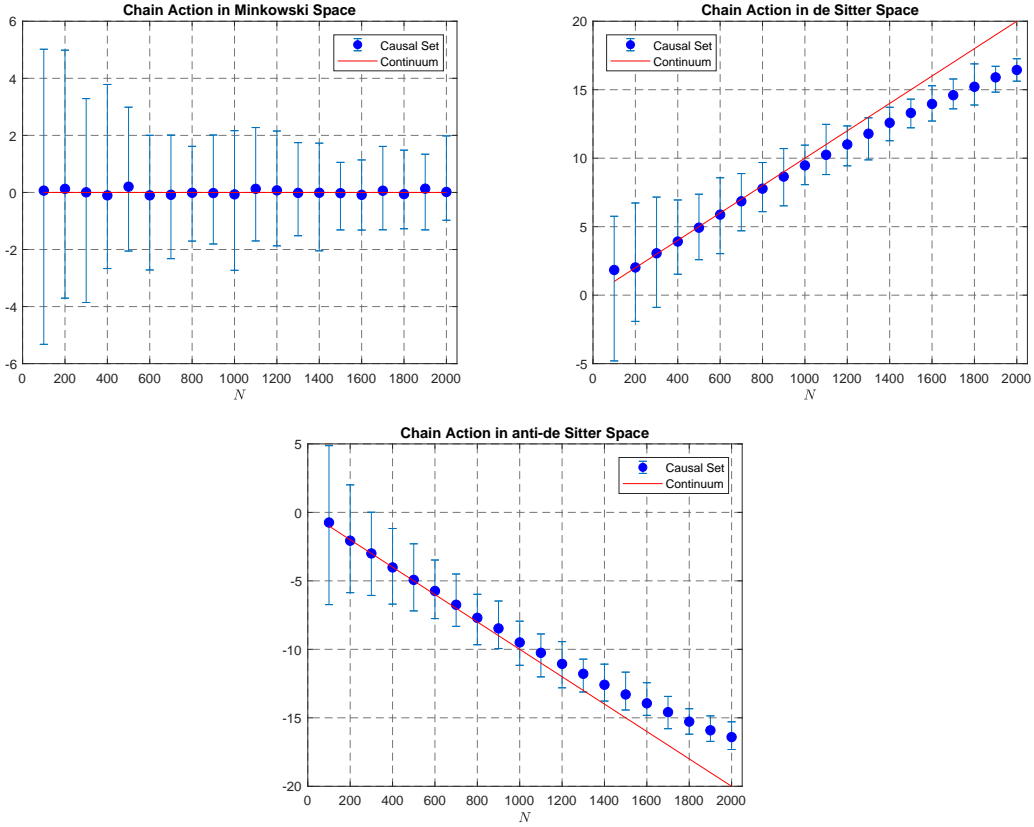 Chain Action in Minkowski Space
6
4
2
0
-2
-4
-6
0 200 400 600 800 1000 1200 1400 1600 1800 2000
N
Causal Set
Continuum
Chain Action in de Sitter Space
20
15
10
5
0
-5
0 200 400 600 800 1000 1200 1400 1600 1800 2000
N
Causal Set
Continuum
Chain Action in anti-de Sitter Space
5
0
-5
-10
-15
-20
0 200 400 600 800 1000 1200 1400 1600 1800 2000
N
Causal Set
Continuum